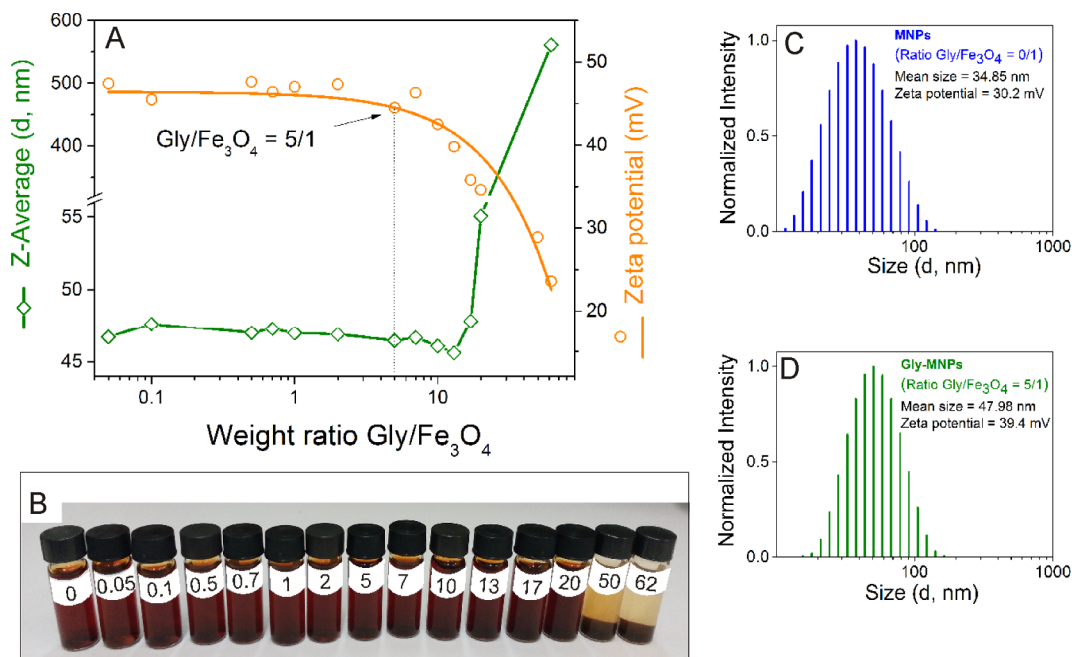 A
Z-Average (d, nm)
500
450
400
55
50
45
0.1
1
10
Weight ratio Gly/Fe₃O₄
50
40
30
20
Zeta potential (mV)
Gly/Fe₃O₄ = 5/1
B
0
0.05
0.1
0.5
0.7
1
2
5
7
10
13
17
20
50
62
C
Normalized Intensity
1.0
0.5
0.0
100
1000
Size (d, nm)
MNPs
(Ratio Gly/Fe₃O₄ = 0/1)
Mean size = 34.85 nm
Zeta potential = 30.2 mV
D
Normalized Intensity
1.0
0.5
0.0
100
1000
Size (d, nm)
Gly-MNPs
(Ratio Gly/Fe₃O₄ = 5/1)
Mean size = 47.98 nm
Zeta potential = 39.4 mV